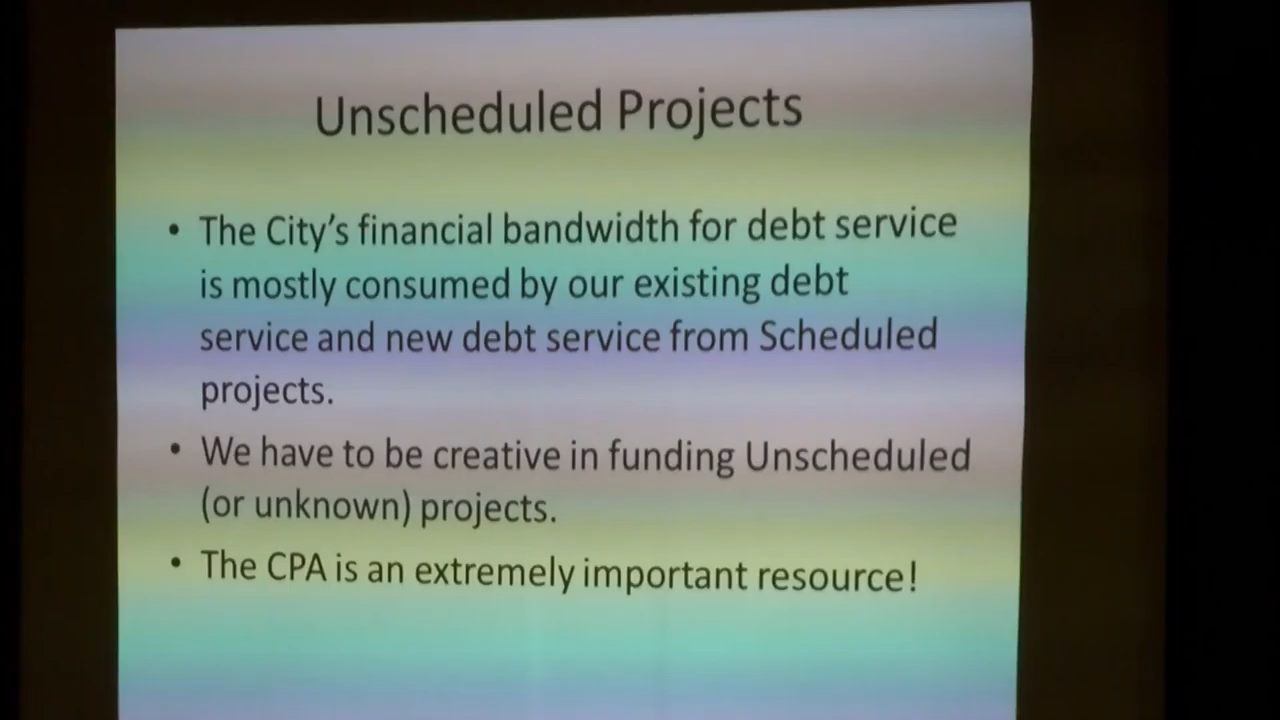 Unscheduled Projects
• The City's financial bandwidth for debt service
is mostly consumed by our existing debt
service and new debt service from Scheduled
projects.
• We have to be creative in funding Unscheduled
(or unknown) projects.
• The CPA is an extremely important resource!